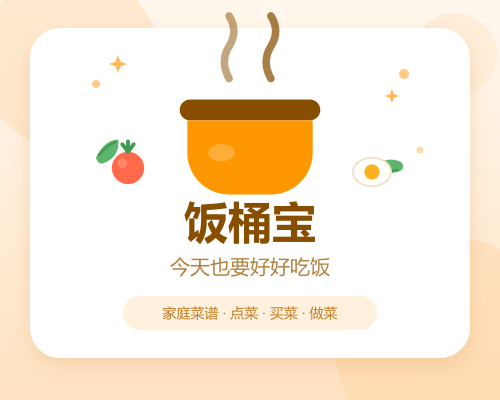 饭桶宝
今天也要好好吃饭
家庭菜谱 · 点菜 · 买菜 · 做菜